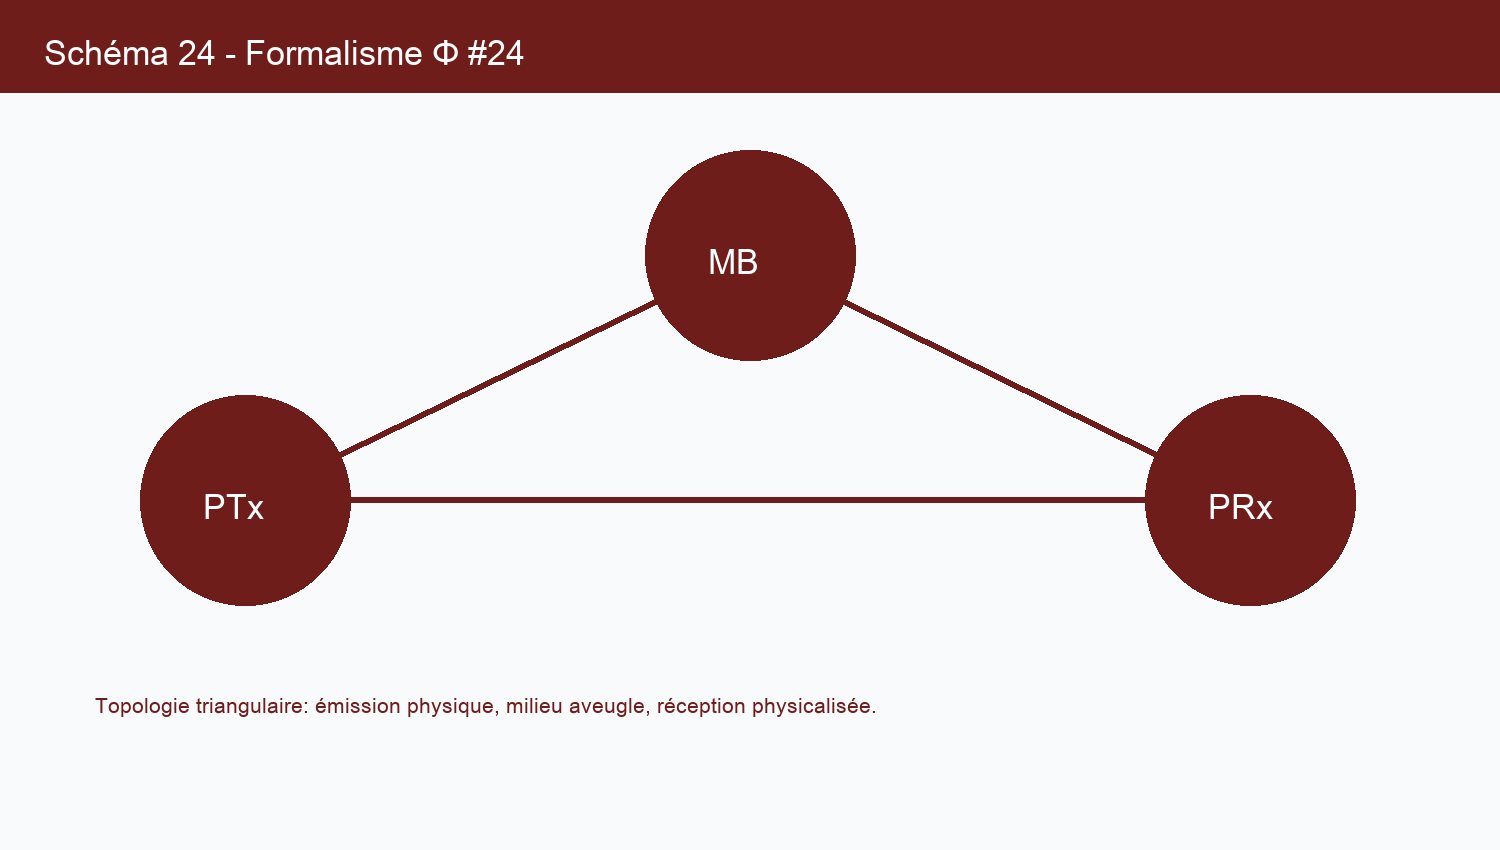 Schéma 24 - Formalisme Φ #24
MB
PTx
PRx
Topologie triangulaire: émission physique, milieu aveugle, réception physicalisée.